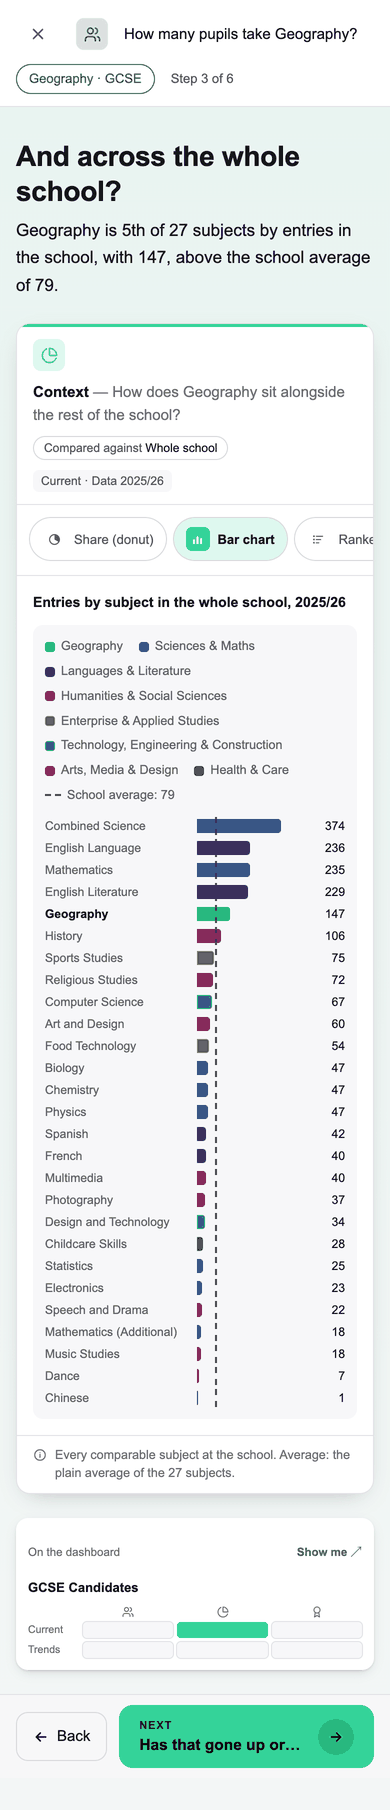 How many pupils take Geography?
Geography · GCSE
Step 3 of 6
And across the whole
school?
Geography is 5th of 27 subjects by entries in
the school, with 147, above the school average
of 79.
Context — How does Geography sit alongside
the rest of the school?
Compared against Whole school
Current · Data 2025/26
Share (donut)
Bar chart
Ranke
Entries by subject in the whole school, 2025/26
Geography
Sciences & Maths
Languages & Literature
Humanities & Social Sciences
Enterprise & Applied Studies
Technology, Engineering & Construction
Arts, Media & Design
Health & Care
School average: 79
Combined Science 374
English Language 236
Mathematics 235
English Literature 229
Geography 147
History 106
Sports Studies 75
Religious Studies 72
Computer Science 67
Art and Design 60
Food Technology 54
Biology 47
Chemistry 47
Physics 47
Spanish 42
French 40
Multimedia 40
Photography 37
Design and Technology 34
Childcare Skills 28
Statistics 25
Electronics 23
Speech and Drama 22
Mathematics (Additional) 18
Music Studies 18
Dance 7
Chinese 1
Every comparable subject at the school. Average: the
plain average of the 27 subjects.
On the dashboard
Show me
GCSE Candidates
Current
Trends
Back
NEXT
Has that gone up or...